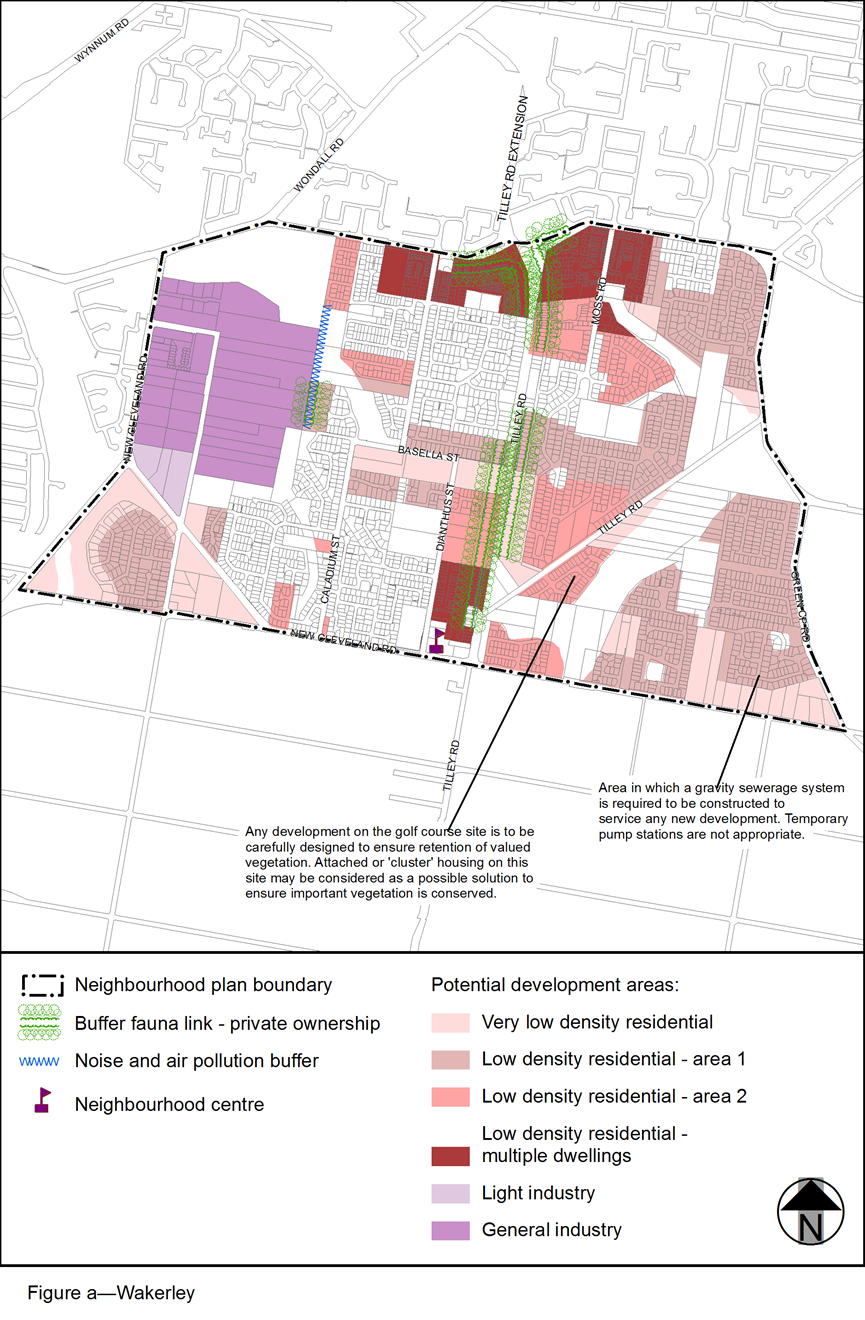 WYNNUM RD
WONDALL RD
TILLEY RD EXTENSION
MOSS RD
NEW CLEVELAND RD
TILLEY RD
BASELLA ST
DIANTHUS ST
TILLEY RD
CALADIUM ST
NEW CLEVELAND RD
TILLEY RD
Area in which a gravity sewerage system
is required to be constructed to
service any new development. Temporary
pump stations are not appropriate.
Any development on the golf course site is to be
carefully designed to ensure retention of valued
vegetation. Attached or 'cluster' housing on this
site may be considered as a possible solution to
ensure important vegetation is conserved.
Neighbourhood plan boundary
Buffer fauna link - private ownership
Noise and air pollution buffer
Neighbourhood centre
Potential development areas:
Very low density residential
Low density residential - area 1
Low density residential - area 2
Low density residential -
multiple dwellings
Light industry
General industry
N
Figure a—Wakerley